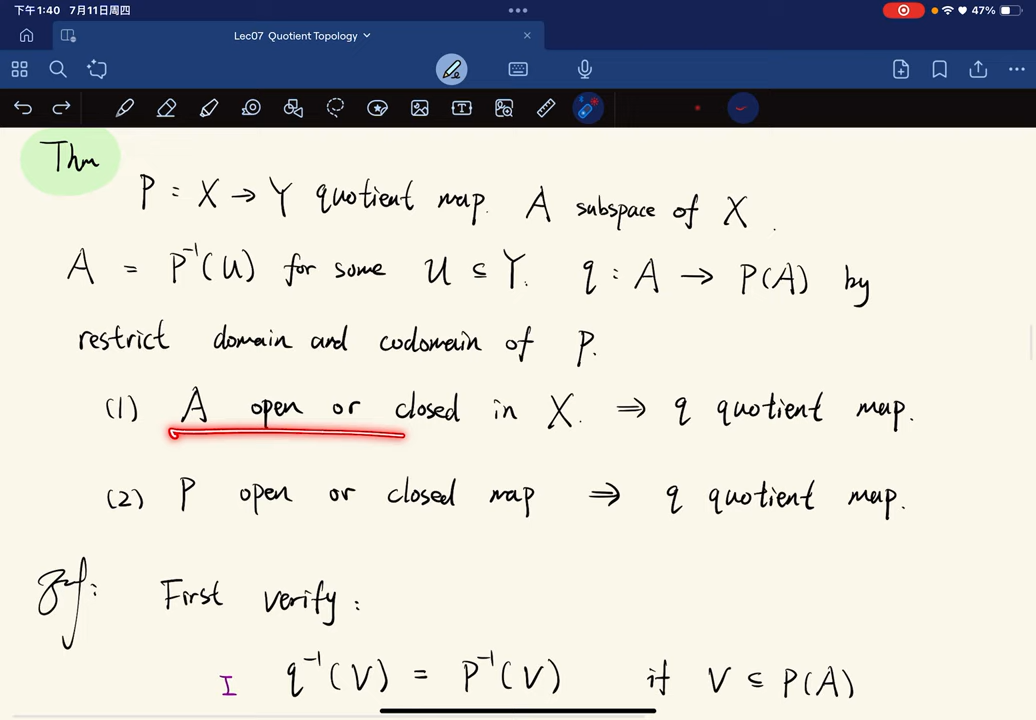 下午1:40 7月11日周四
47%
Lec07 Quotient Topology
Thm
P : X → Y quotient map. A subspace of X.
A = P⁻¹(U) for some U ⊆ Y. q : A → P(A) by
restrict domain and codomain of P.
(1) A open or closed in X. ⇒ q quotient map.
(2) P open or closed map ⇒ q quotient map.
First verify:
I q⁻¹(V) = P⁻¹(V) if V ⊆ P(A)